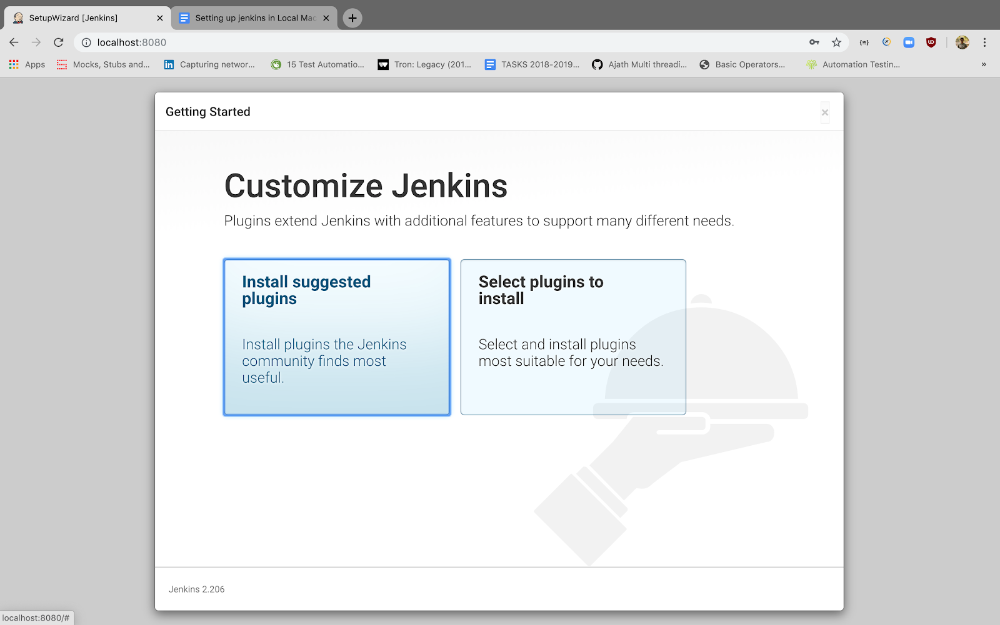 SetupWizard [Jenkins]
Setting up jenkins in Local Mac
localhost:8080
Apps
Mocks, Stubs and...
Capturing networ...
15 Test Automatio...
Tron: Legacy (201...
TASKS 2018-2019...
Ajath Multi threadi...
Basic Operators...
Automation Testin...
»
Getting Started
×
Customize Jenkins
Plugins extend Jenkins with additional features to support many different needs.
Install suggested
plugins
Install plugins the Jenkins
community finds most
useful.
Select plugins to
install
Select and install plugins
most suitable for your needs.
Jenkins 2.206
localhost:8080/#